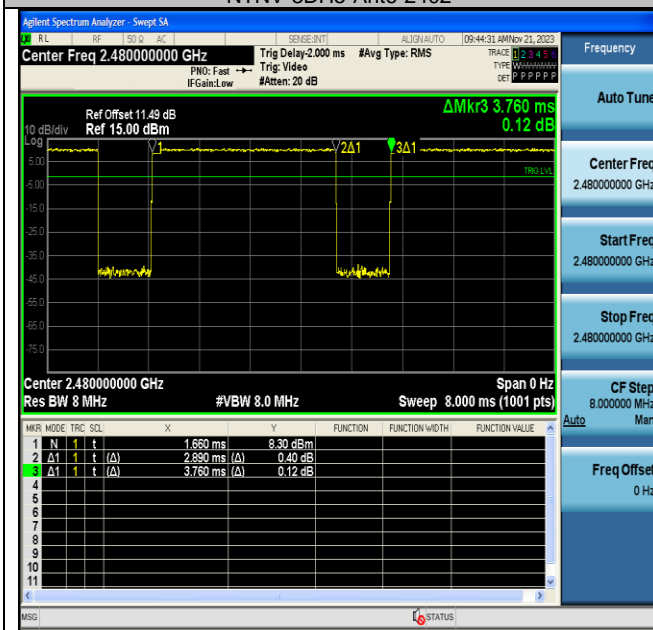 NTNV-3DH5-Ant0-2402
Agilent Spectrum Analyzer - Swept SA
RL RF 50 Ω AC SENSE:INT ALIGN AUTO 09:44:31 AM Nov 21, 2023
Center Freq 2.480000000 GHz
Trig Delay-2.000 ms #Avg Type: RMS
TRACE 1 2 3 4 5 6
PNO: Fast Trig: Video
TYPE W
IFGain:Low #Atten: 20 dB
DET P P P P P P
Frequency
Auto Tune
ΔMkr3 3.760 ms
0.12 dB
Ref Offset 11.49 dB
10 dB/div Ref 15.00 dBm
Log
1 2Δ1 3Δ1
5.00
TRIG LVL
-5.00
-15.0
-25.0
-35.0
-45.0
-55.0
-65.0
-75.0
Center Freq
2.480000000 GHz
Start Freq
2.480000000 GHz
Stop Freq
2.480000000 GHz
Center 2.480000000 GHz Span 0 Hz
Res BW 8 MHz #VBW 8.0 MHz Sweep 8.000 ms (1001 pts)
CF Step
8.000000 MHz
Auto Man
Freq Offset
0 Hz
MKR MODE TRC SCL X Y FUNCTION FUNCTION WIDTH FUNCTION VALUE
1 N 1 t 1.660 ms 8.30 dBm
2 Δ1 1 t (Δ) 2.890 ms (Δ) 0.40 dB
3 Δ1 1 t (Δ) 3.760 ms (Δ) 0.12 dB
4
5
6
7
8
9
10
11
MSG STATUS